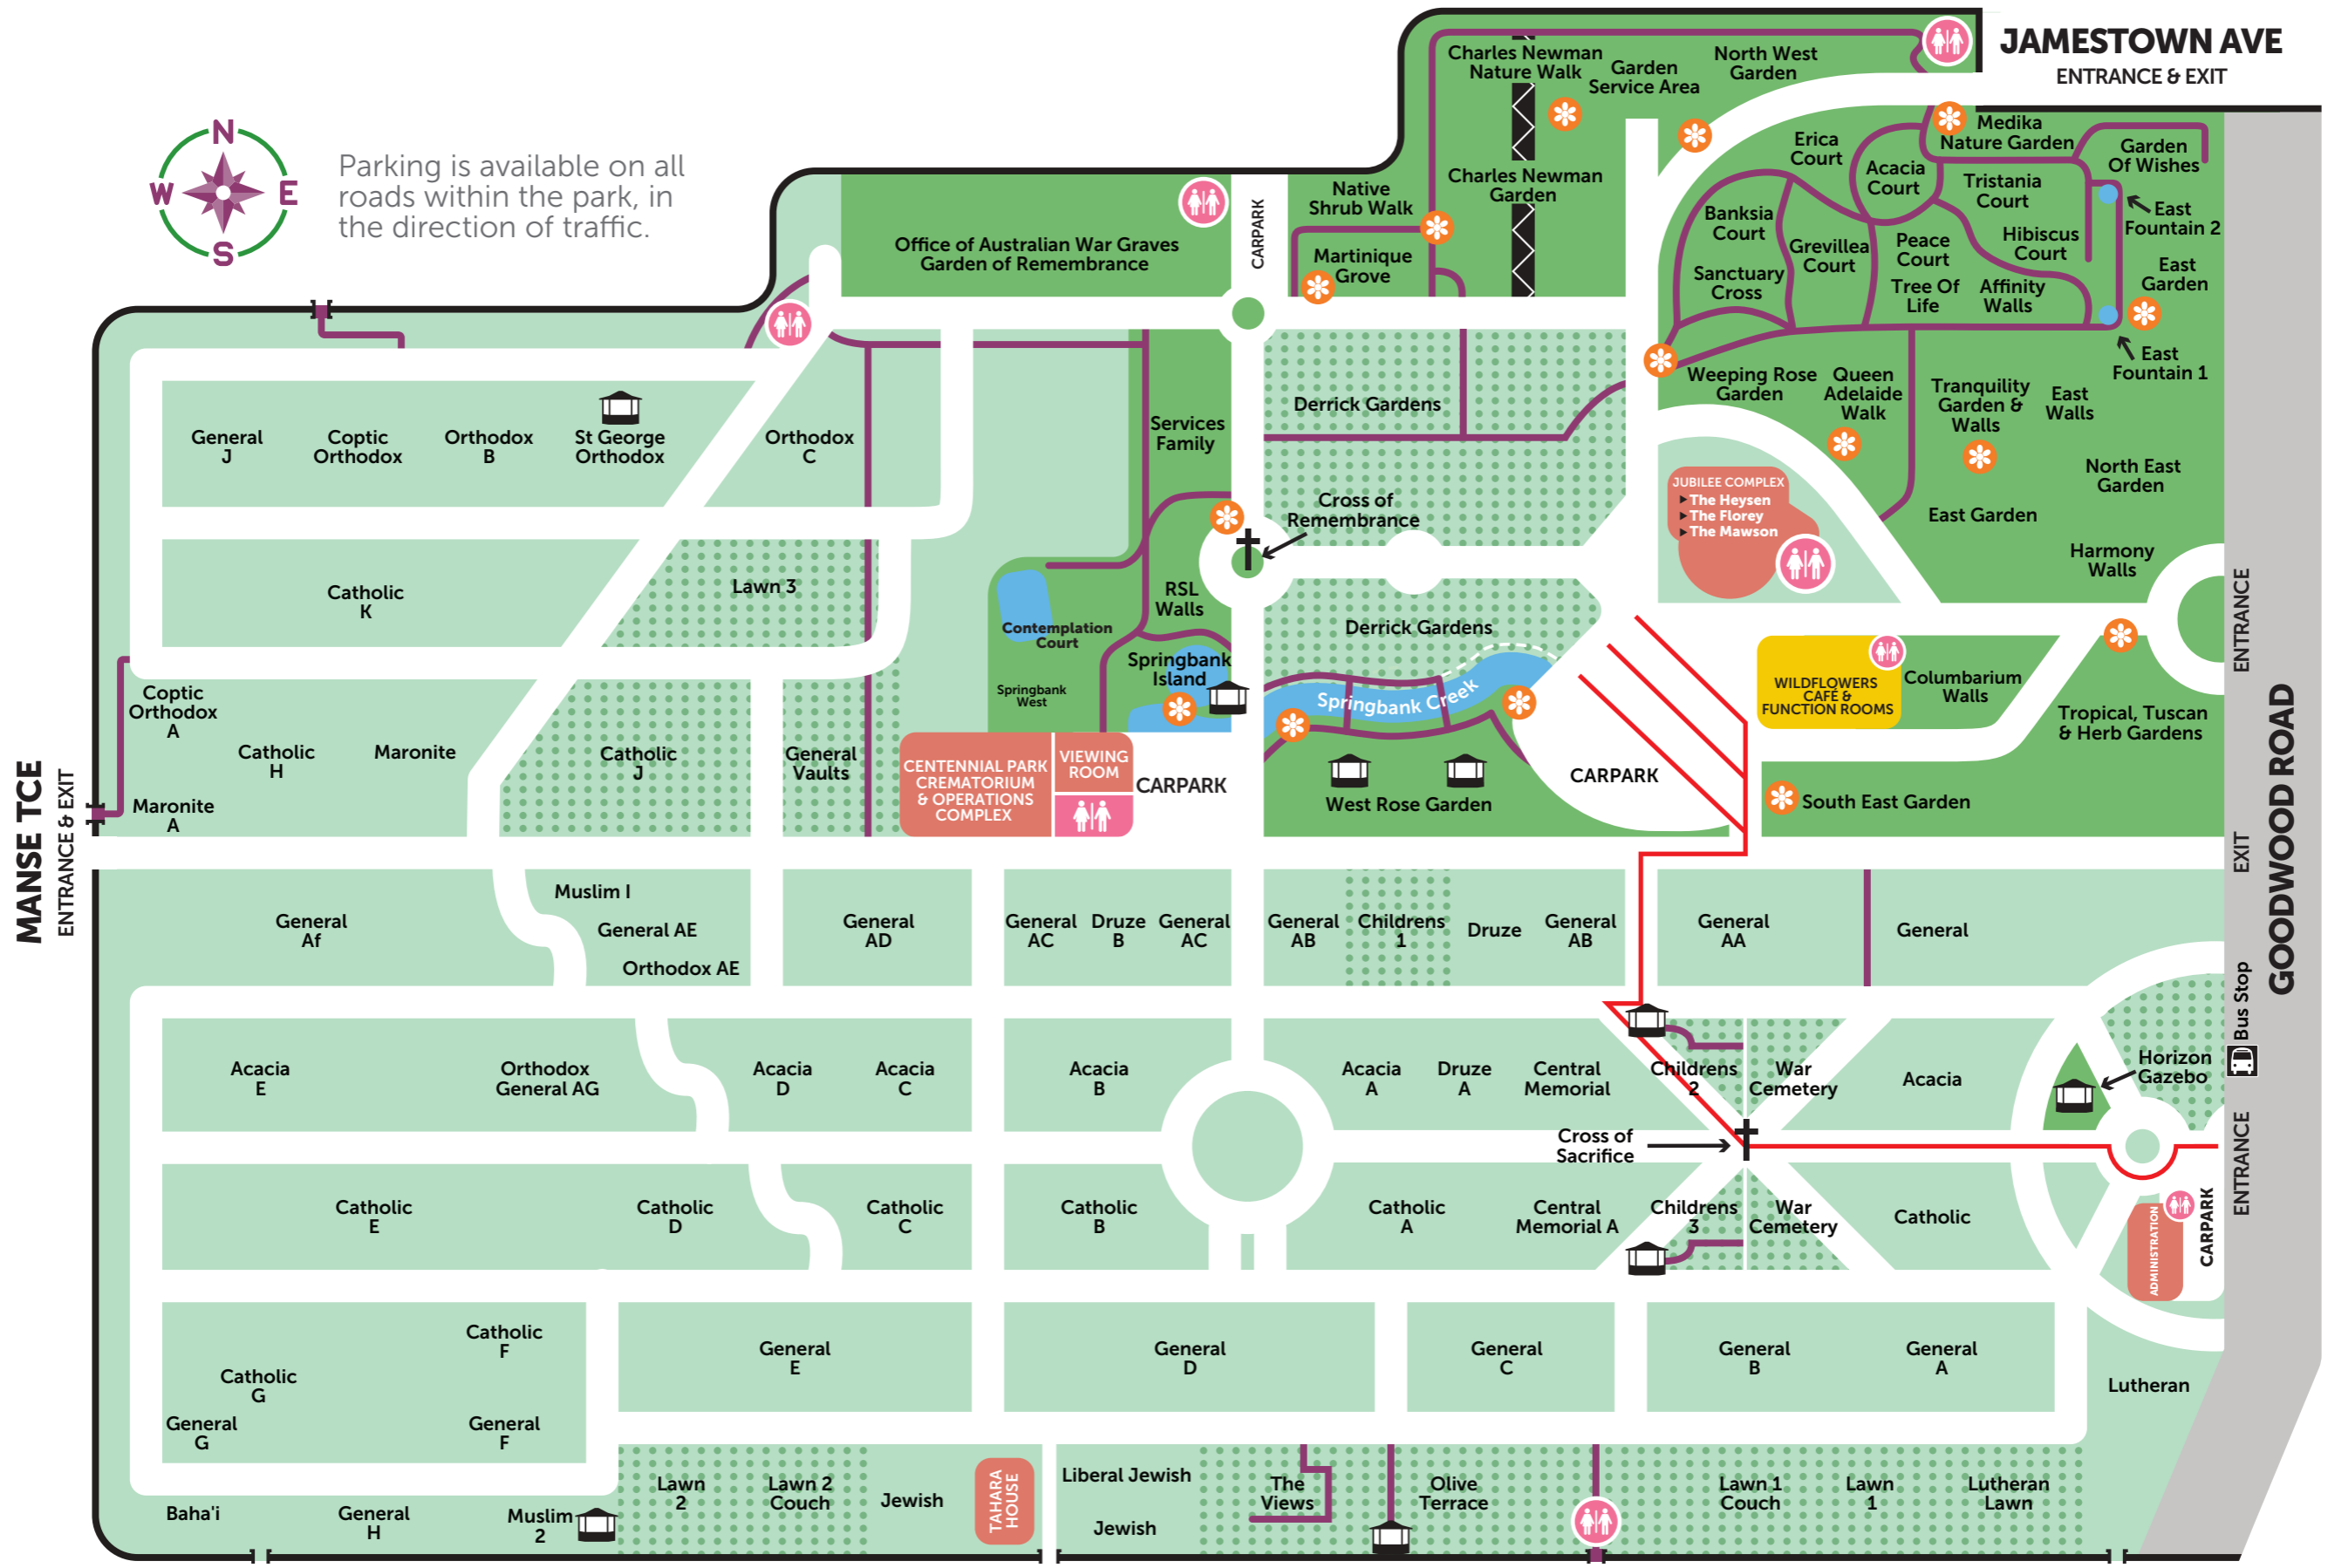 JAMESTOWN AVE
ENTRANCE & EXIT
N
W
E
S
Parking is available on all
roads within the park, in
the direction of traffic.
Charles Newman
Nature Walk
Garden
Service Area
North West
Garden
Charles Newman
Garden
Native
Shrub Walk
Martinique
Grove
CARPARK
Office of Australian War Graves
Garden of Remembrance
Medika
Nature Garden
Garden
Of Wishes
Erica
Court
Acacia
Court
Tristania
Court
East
Fountain 2
Banksia
Court
Grevillea
Court
Peace
Court
Hibiscus
Court
East
Garden
Sanctuary
Cross
Tree Of
Life
Affinity
Walls
East
Fountain 1
Weeping Rose
Garden
Queen
Adelaide
Walk
Tranquility
Garden &
Walls
East
Walls
North East
Garden
East Garden
Harmony
Walls
JUBILEE COMPLEX
The Heysen
The Florey
The Mawson
General
J
Coptic
Orthodox
Orthodox
B
St George
Orthodox
Orthodox
C
Services
Family
Derrick Gardens
Cross of
Remembrance
Catholic
K
Lawn 3
RSL
Walls
Contemplation
Court
Derrick Gardens
Springbank
Island
Springbank
West
Springbank Creek
WILDFLOWERS
CAFÉ &
FUNCTION ROOMS
Columbarium
Walls
Tropical, Tuscan
& Herb Gardens
ENTRANCE
GOODWOOD ROAD
Coptic
Orthodox
A
Catholic
H
Maronite
Catholic
J
General
Vaults
CENTENNIAL PARK
CREMATORIUM
& OPERATIONS
COMPLEX
VIEWING
ROOM
CARPARK
West Rose Garden
CARPARK
South East Garden
Maronite
A
MANSE TCE
ENTRANCE & EXIT
EXIT
General
Af
Muslim I
General AE
Orthodox AE
General
AD
General
AC
Druze
B
General
AC
General
AB
Childrens
1
Druze
General
AB
General
AA
General
Bus Stop
Acacia
E
Orthodox
General AG
Acacia
D
Acacia
C
Acacia
B
Acacia
A
Druze
A
Central
Memorial
Childrens
2
War
Cemetery
Acacia
Horizon
Gazebo
Cross of
Sacrifice
ENTRANCE
Catholic
E
Catholic
D
Catholic
C
Catholic
B
Catholic
A
Central
Memorial A
Childrens
3
War
Cemetery
Catholic
ADMINISTRATION
CARPARK
Catholic
F
Catholic
G
General
G
General
F
General
E
General
D
General
C
General
B
General
A
Lutheran
Baha'i
General
H
Muslim
2
Lawn
2
Lawn 2
Couch
Jewish
TAHARA
HOUSE
Liberal Jewish
Jewish
The
Views
Olive
Terrace
Lawn 1
Couch
Lawn
1
Lutheran
Lawn